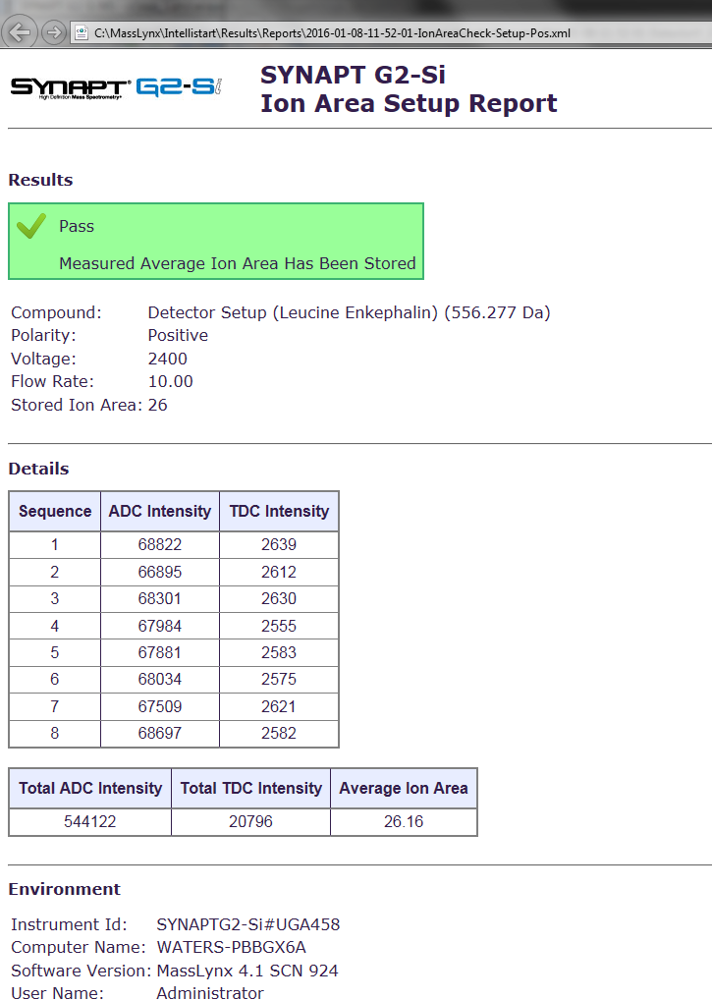 C:\MassLynx\Intellistart\Results\Reports\2016-01-08-11-52-01-IonAreaCheck-Setup-Pos.xml
SYNAPT G2-Si
High Definition Mass Spectrometry+
SYNAPT G2-Si
Ion Area Setup Report
Results
Pass
Measured Average Ion Area Has Been Stored
Compound: Detector Setup (Leucine Enkephalin) (556.277 Da)
Polarity: Positive
Voltage: 2400
Flow Rate: 10.00
Stored Ion Area: 26
Details
Sequence ADC Intensity TDC Intensity
1 68822 2639
2 66895 2612
3 68301 2630
4 67984 2555
5 67881 2583
6 68034 2575
7 67509 2621
8 68697 2582
Total ADC Intensity Total TDC Intensity Average Ion Area
544122 20796 26.16
Environment
Instrument Id: SYNAPTG2-Si#UGA458
Computer Name: WATERS-PBBGX6A
Software Version: MassLynx 4.1 SCN 924
User Name: Administrator